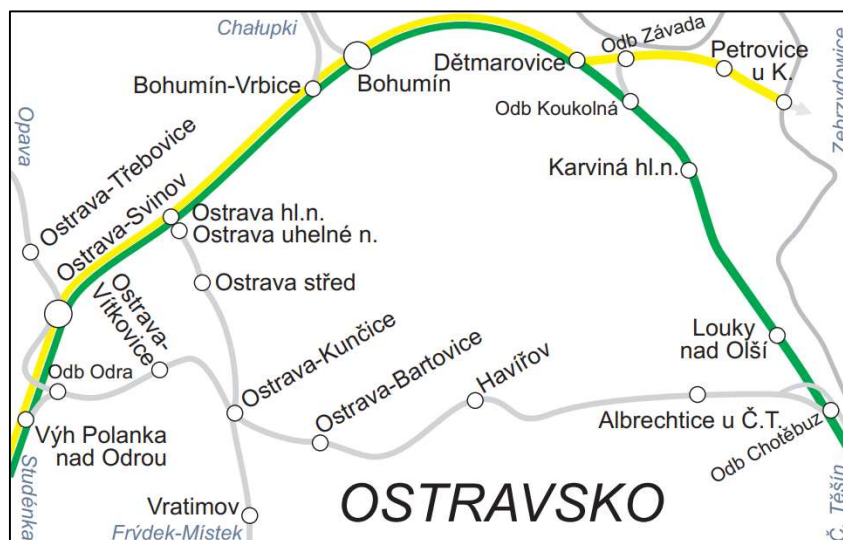 Chałupki
Odb Závada
Petrovice
u K.
Dětmarovice
Bohumín
Bohumín-Vrbice
Odb Koukolná
Zebrzydowice
Opava
Ostrava-Třebovice
Ostrava-Svinov
Karviná hl.n.
Ostrava hl.n.
Ostrava uhelné n.
Ostrava střed
Ostrava-
Vítkovice
Louky
nad Olší
Odb Odra
Ostrava-Kunčice
Ostrava-Bartovice
Havířov
Albrechtice u Č.T.
Odb Chotěbuz
Výh Polanka
nad Odrou
Studénka
Vratimov
Frýdek-Místek
OSTRAVSKO
Č. Těšín